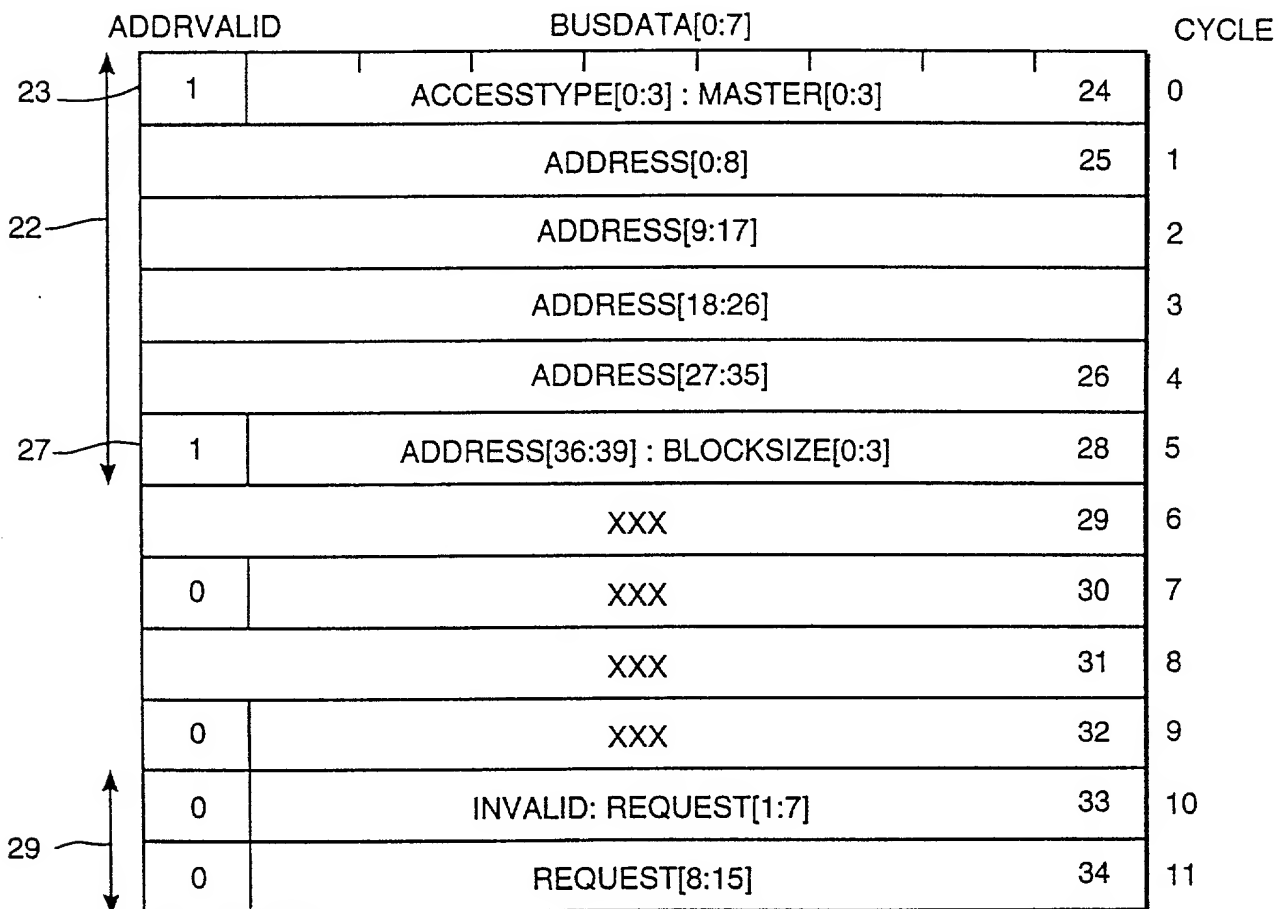 ADDRVALID BUSDATA[0:7] CYCLE
23 1 ACCESSTYPE[0:3] : MASTER[0:3] 24 0
ADDRESS[0:8] 25 1
22 ADDRESS[9:17] 2
ADDRESS[18:26] 3
ADDRESS[27:35] 26 4
27 1 ADDRESS[36:39] : BLOCKSIZE[0:3] 28 5
XXX 29 6
0 XXX 30 7
XXX 31 8
0 XXX 32 9
0 INVALID: REQUEST[1:7] 33 10
29 0 REQUEST[8:15] 34 11